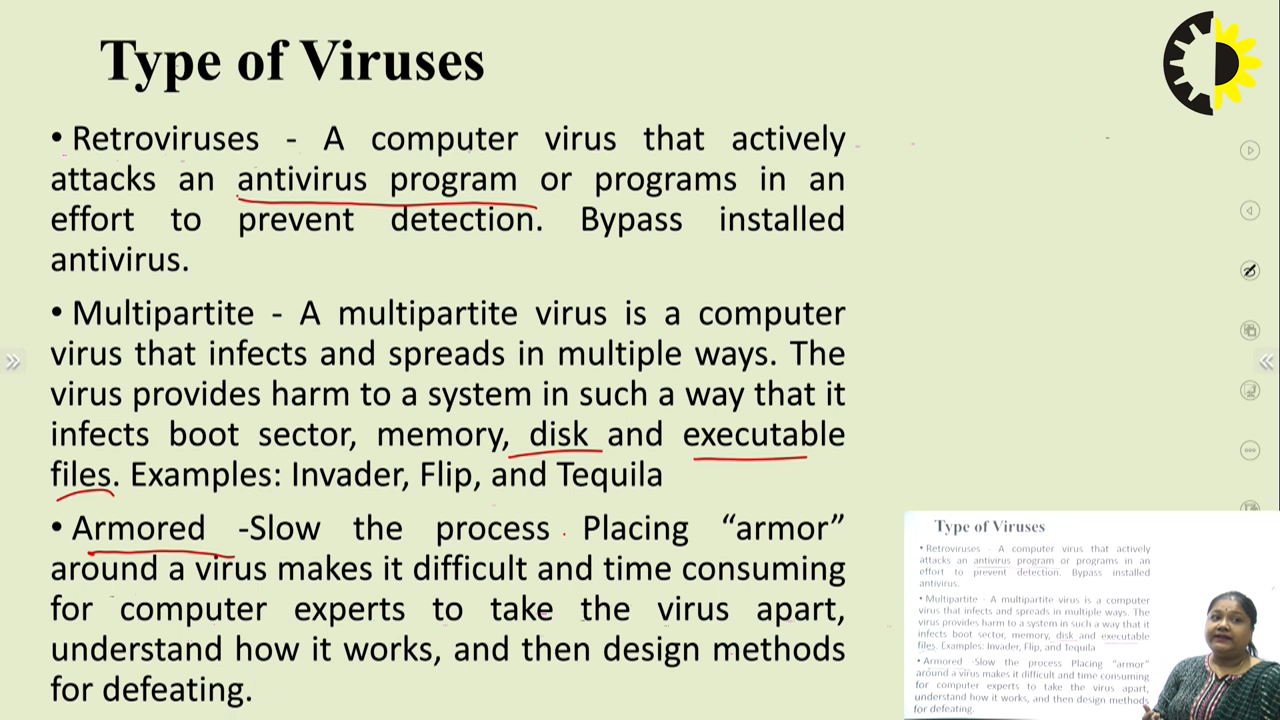 Type of Viruses
• Retroviruses - A computer virus that actively
attacks an antivirus program or programs in an
effort to prevent detection. Bypass installed
antivirus.
• Multipartite - A multipartite virus is a computer
virus that infects and spreads in multiple ways. The
virus provides harm to a system in such a way that it
infects boot sector, memory, disk and executable
files. Examples: Invader, Flip, and Tequila
• Armored -Slow the process Placing “armor”
around a virus makes it difficult and time consuming
for computer experts to take the virus apart,
understand how it works, and then design methods
for defeating.
Type of Viruses
• Retroviruses - A computer virus that actively
attacks an antivirus program or programs in an
effort to prevent detection. Bypass installed
antivirus.
• Multipartite - A multipartite virus is a computer
virus that infects and spreads in multiple ways. The
virus provides harm to a system in such a way that it
infects boot sector, memory, disk and executable
files. Examples: Invader, Flip, and Tequila
• Armored -Slow the process Placing “armor”
around a virus makes it difficult and time consuming
for computer experts to take the virus apart,
understand how it works, and then design methods
for defeating.